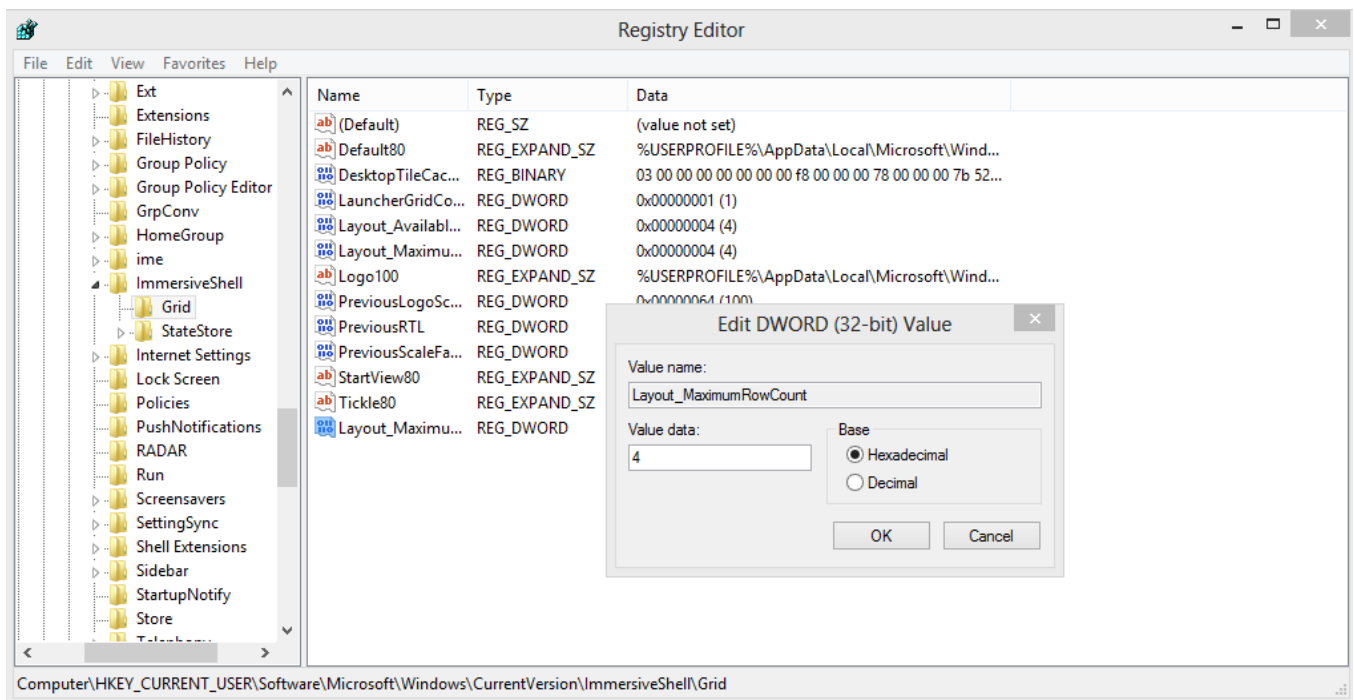 Registry Editor
File Edit View Favorites Help
Ext
Extensions
FileHistory
Group Policy
Group Policy Editor
GrpConv
HomeGroup
ime
ImmersiveShell
Grid
StateStore
Internet Settings
Lock Screen
Policies
PushNotifications
RADAR
Run
Screensavers
SettingSync
Shell Extensions
Sidebar
StartupNotify
Store
Name Type Data
(Default) REG_SZ (value not set)
Default80 REG_EXPAND_SZ %USERPROFILE%\AppData\Local\Microsoft\Wind...
DesktopTileCac... REG_BINARY 03 00 00 00 00 00 00 00 f8 00 00 00 78 00 00 00 7b 52...
LauncherGridCo... REG_DWORD 0x00000001 (1)
Layout_Availabl... REG_DWORD 0x00000004 (4)
Layout_Maximu... REG_DWORD 0x00000004 (4)
Logo100 REG_EXPAND_SZ %USERPROFILE%\AppData\Local\Microsoft\Wind...
PreviousLogoSc... REG_DWORD 0x00000064 (100)
PreviousRTL REG_DWORD
PreviousScaleFa... REG_DWORD
StartView80 REG_EXPAND_SZ
Tickle80 REG_EXPAND_SZ
Layout_Maximu... REG_DWORD
Edit DWORD (32-bit) Value
Value name:
Layout_MaximumRowCount
Value data:
4
Base
Hexadecimal
Decimal
OK Cancel
Computer\HKEY_CURRENT_USER\Software\Microsoft\Windows\CurrentVersion\ImmersiveShell\Grid